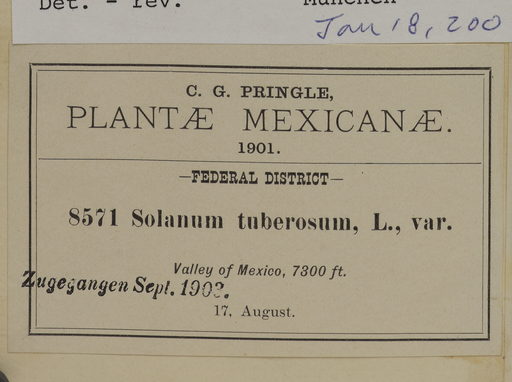 Det. - rev.
München
Jan 18, 200
C. G. PRINGLE,
PLANTÆ MEXICANÆ.
1901.
—FEDERAL DISTRICT—
8571 Solanum tuberosum, L., var.
Valley of Mexico, 7300 ft.
Zugegangen Sept. 1903.
17, August.